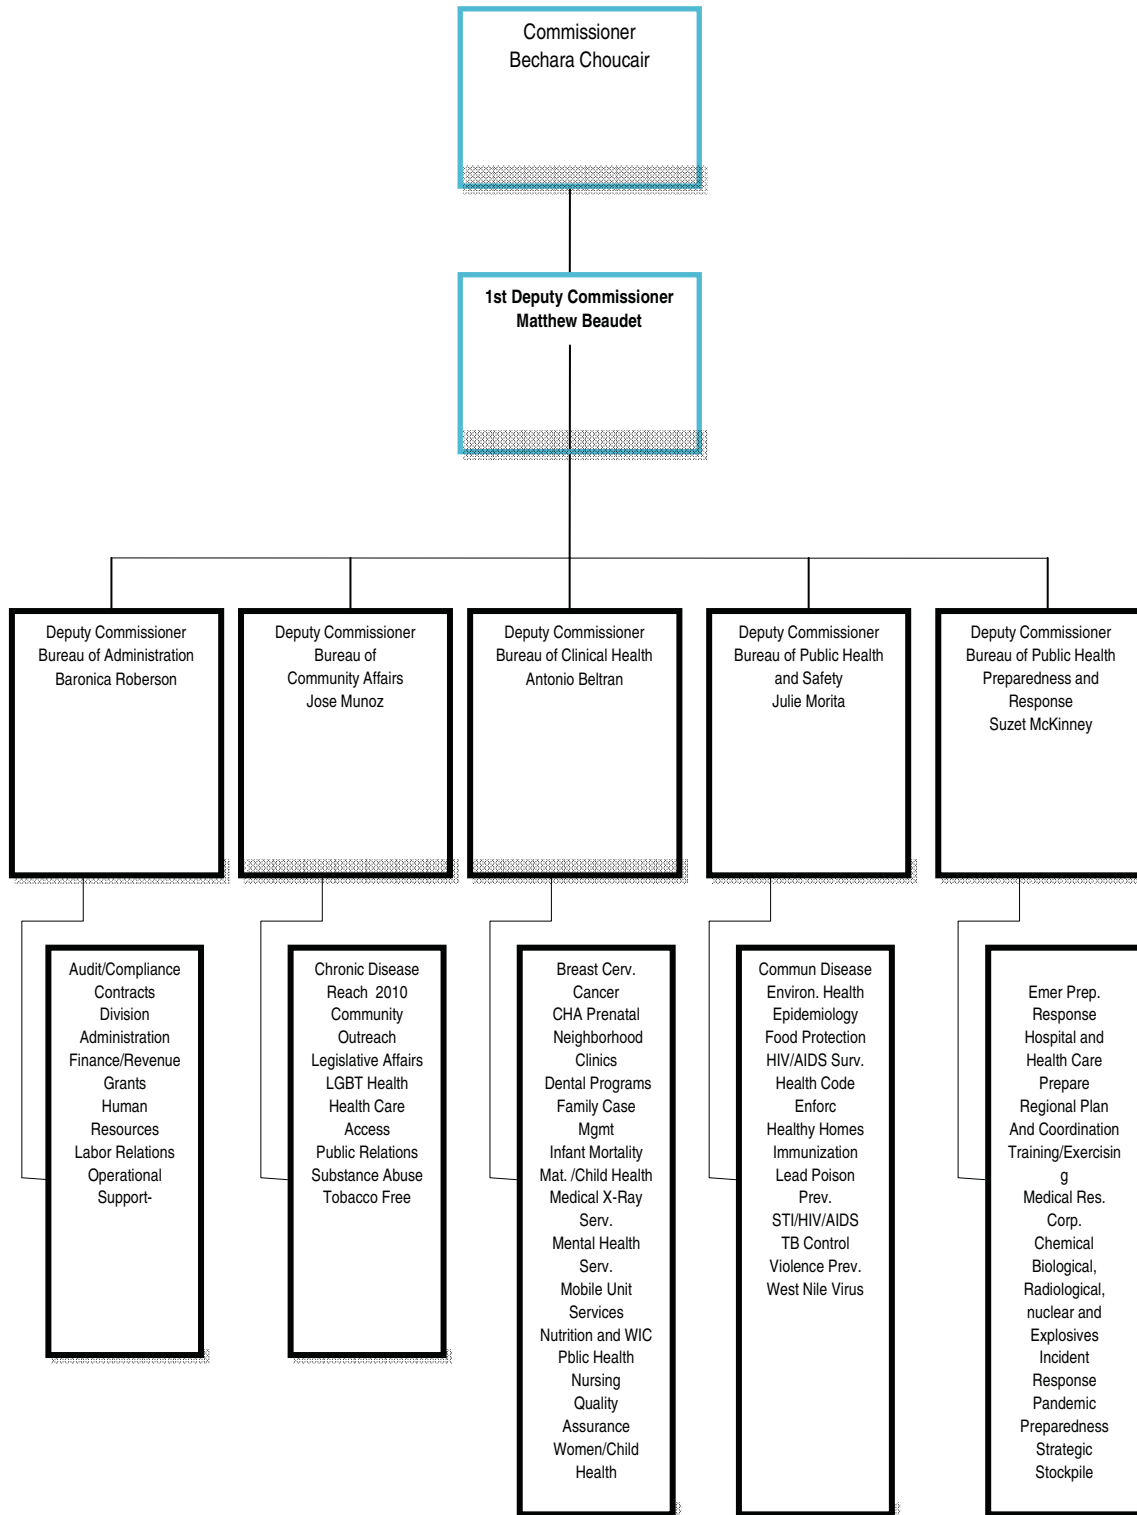 Commissioner
Bechara Choucair
1st Deputy Commissioner
Matthew Beaudet
Deputy Commissioner
Bureau of Administration
Baronica Roberson
Deputy Commissioner
Bureau of
Community Affairs
Jose Munoz
Deputy Commissioner
Bureau of Clinical Health
Antonio Beltran
Deputy Commissioner
Bureau of Public Health
and Safety
Julie Morita
Deputy Commissioner
Bureau of Public Health
Preparedness and
Response
Suzet McKinney
Audit/Compliance
Contracts
Division
Administration
Finance/Revenue
Grants
Human
Resources
Labor Relations
Operational
Support-
Chronic Disease
Reach 2010
Community
Outreach
Legislative Affairs
LGBT Health
Health Care
Access
Public Relations
Substance Abuse
Tobacco Free
Breast Cerv.
Cancer
CHA Prenatal
Neighborhood
Clinics
Dental Programs
Family Case
Mgmt
Infant Mortality
Mat. /Child Health
Medical X-Ray
Serv.
Mental Health
Serv.
Mobile Unit
Services
Nutrition and WIC
Pblic Health
Nursing
Quality
Assurance
Women/Child
Health
Commun Disease
Environ. Health
Epidemiology
Food Protection
HIV/AIDS Surv.
Health Code
Enforc
Healthy Homes
Immunization
Lead Poison
Prev.
STI/HIV/AIDS
TB Control
Violence Prev.
West Nile Virus
Emer Prep.
Response
Hospital and
Health Care
Prepare
Regional Plan
And Coordination
Training/Exercisin
g
Medical Res.
Corp.
Chemical
Biological,
Radiological,
nuclear and
Explosives
Incident
Response
Pandemic
Preparedness
Strategic
Stockpile